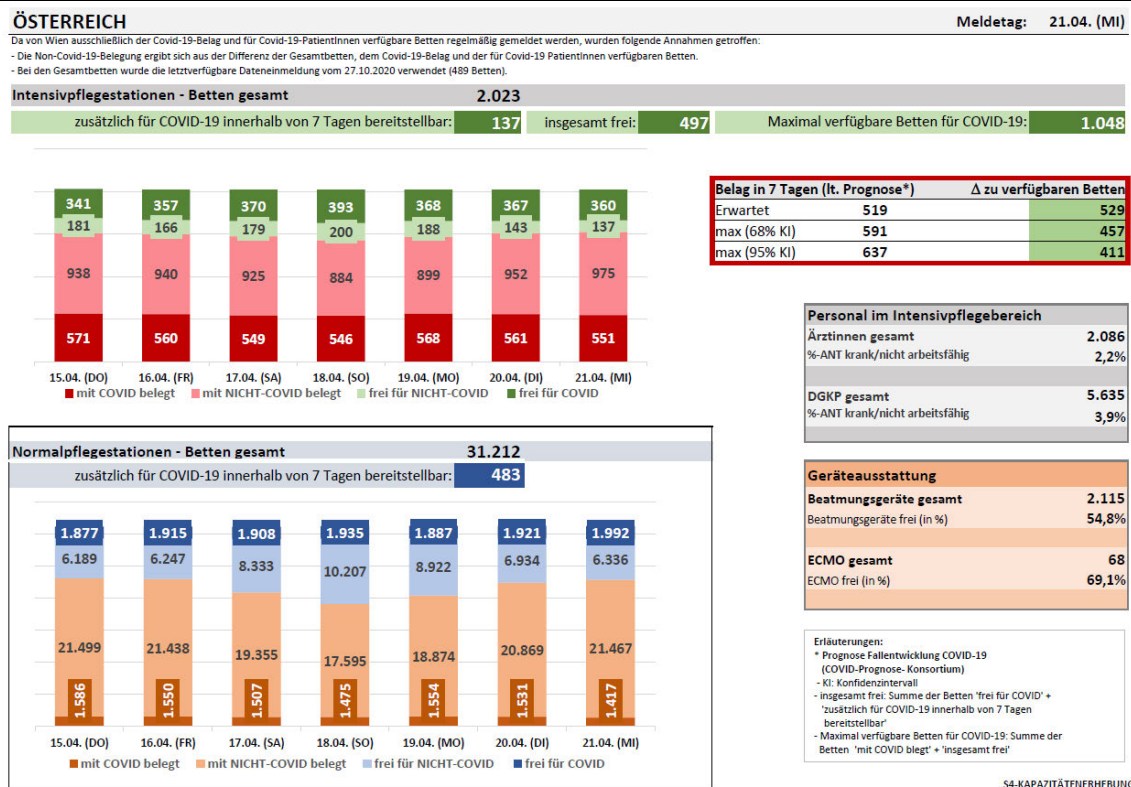 ÖSTERREICH Meldetag: 21.04. (MI)
Da von Wien ausschließlich der Covid-19-Belag und für Covid-19-PatientInnen verfügbare Betten regelmäßig gemeldet werden, wurden folgende Annahmen getroffen:
- Die Non-Covid-19-Belegung ergibt sich aus der Differenz der Gesamtbetten, dem Covid-19-Belag und der für Covid-19 PatientInnen verfügbaren Betten.
- Bei den Gesamtbetten wurde die letztverfügbare Dateneinmeldung vom 27.10.2020 verwendet (489 Betten).
Intensivpflegestationen - Betten gesamt 2.023
zusätzlich für COVID-19 innerhalb von 7 Tagen bereitstellbar: 137 insgesamt frei: 497 Maximal verfügbare Betten für COVID-19: 1.048
341 357 370 393 368 367 360
181 166 179 200 188 143 137
938 940 925 884 899 952 975
571 560 549 546 568 561 551
15.04. (DO) 16.04. (FR) 17.04. (SA) 18.04. (SO) 19.04. (MO) 20.04. (DI) 21.04. (MI)
mit COVID belegt mit NICHT-COVID belegt frei für NICHT-COVID frei für COVID
Belag in 7 Tagen (lt. Prognose*) Δ zu verfügbaren Betten
Erwartet 519 529
max (68% KI) 591 457
max (95% KI) 637 411
Personal im Intensivpflegebereich
Ärztinnen gesamt 2.086
%-ANT krank/nicht arbeitsfähig 2,2%
DGKP gesamt 5.635
%-ANT krank/nicht arbeitsfähig 3,9%
Normalpflegestationen - Betten gesamt 31.212
zusätzlich für COVID-19 innerhalb von 7 Tagen bereitstellbar: 483
1.877 1.915 1.908 1.935 1.887 1.921 1.992
6.189 6.247 8.333 10.207 8.922 6.934 6.336
21.499 21.438 19.355 17.595 18.874 20.869 21.467
1.586 1.550 1.507 1.475 1.554 1.531 1.417
15.04. (DO) 16.04. (FR) 17.04. (SA) 18.04. (SO) 19.04. (MO) 20.04. (DI) 21.04. (MI)
mit COVID belegt mit NICHT-COVID belegt frei für NICHT-COVID frei für COVID
Geräteausstattung
Beatmungsgeräte gesamt 2.115
Beatmungsgeräte frei (in %) 54,8%
ECMO gesamt 68
ECMO frei (in %) 69,1%
Erläuterungen:
* Prognose Fallentwicklung COVID-19
(COVID-Prognose- Konsortium)
- KI: Konfidenzintervall
- insgesamt frei: Summe der Betten 'frei für COVID' +
'zusätzlich für COVID-19 innerhalb von 7 Tagen
bereitstellbar'
- Maximal verfügbare Betten für COVID-19: Summe der
Betten 'mit COVID blegt' + 'insgesamt frei'
S4-KAPAZITÄTENERHEBUNG